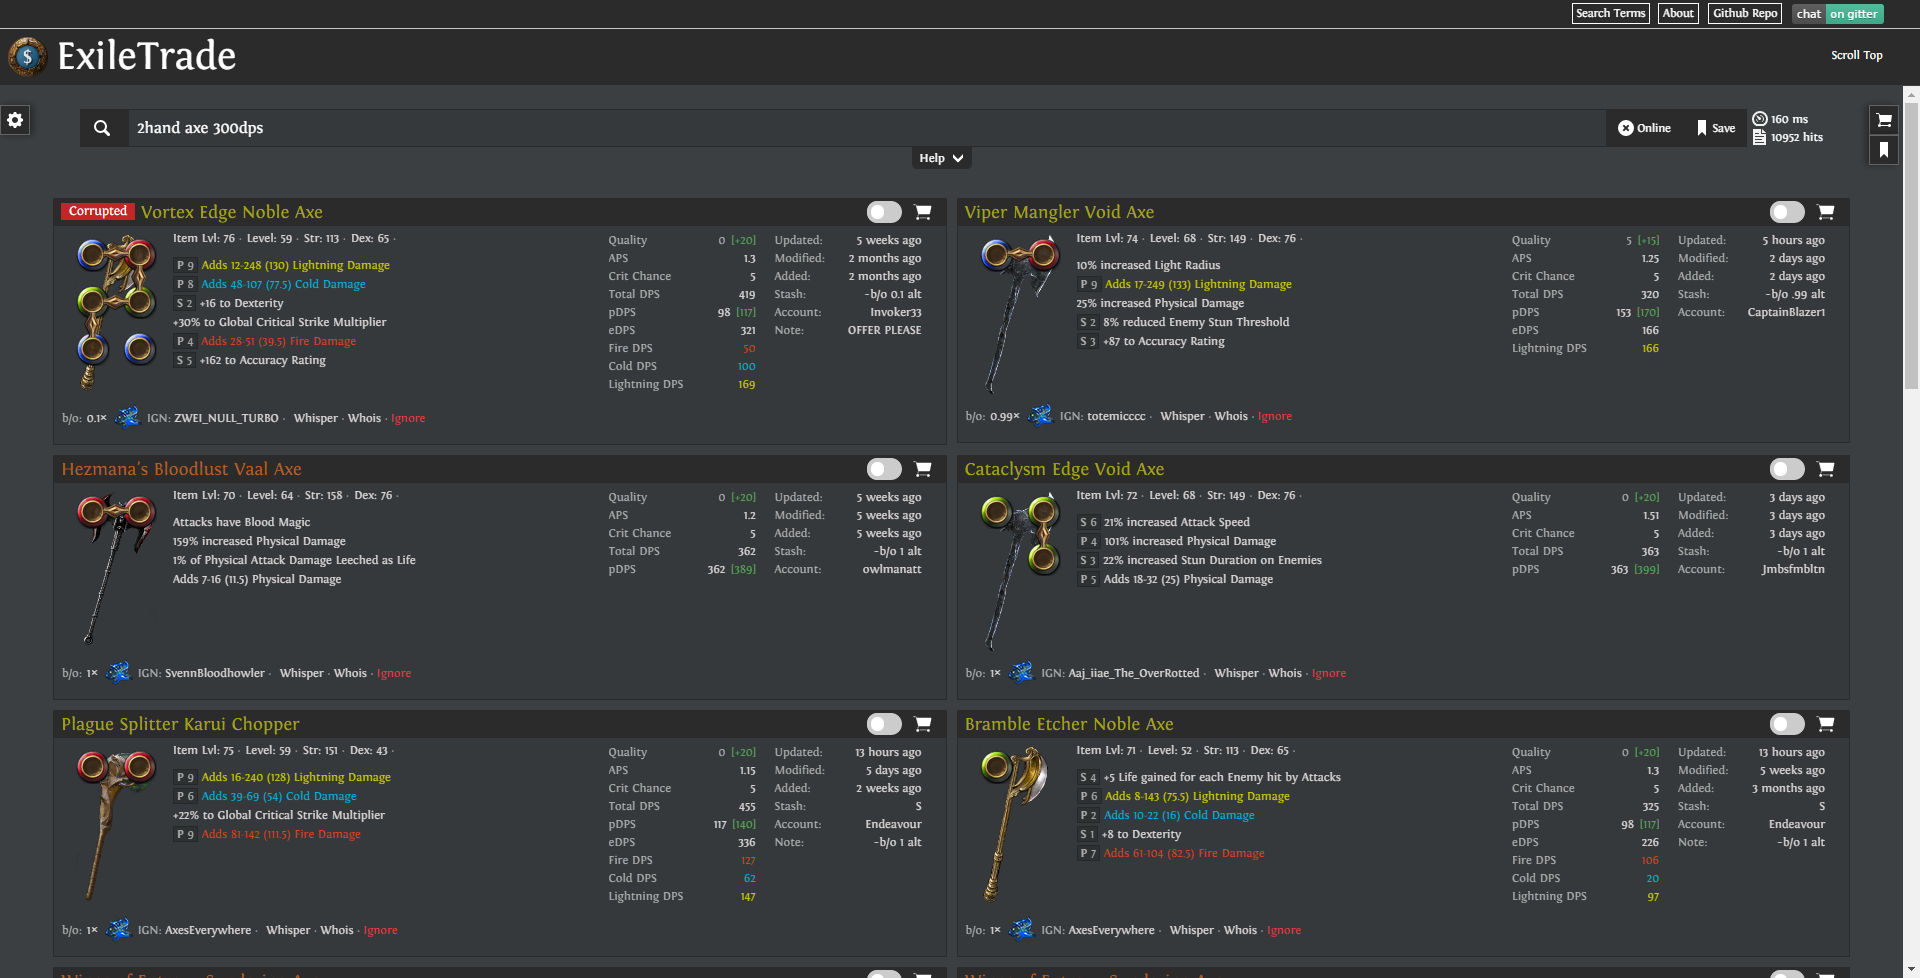 Search Terms About Github Repo chat on gitter
$ ExileTrade
Scroll Top
2hand axe 300dps
Online Save
160 ms
10952 hits
Help
Corrupted Vortex Edge Noble Axe
Item Lvl: 76 · Level: 59 · Str: 113 · Dex: 65 ·
P 9 Adds 12-248 (130) Lightning Damage
P 8 Adds 48-107 (77.5) Cold Damage
S 2 +16 to Dexterity
+30% to Global Critical Strike Multiplier
P 4 Adds 28-51 (39.5) Fire Damage
S 5 +162 to Accuracy Rating
Quality 0 [+20]
APS 1.3
Crit Chance 5
Total DPS 419
pDPS 98 [117]
eDPS 321
Fire DPS 50
Cold DPS 100
Lightning DPS 169
Updated: 5 weeks ago
Modified: 2 months ago
Added: 2 months ago
Stash: ~b/o 0.1 alt
Account: Invoker33
Note: OFFER PLEASE
b/o: 0.1× IGN: ZWEI_NULL_TURBO · Whisper · Whois · Ignore
Viper Mangler Void Axe
Item Lvl: 74 · Level: 68 · Str: 149 · Dex: 76 ·
10% increased Light Radius
P 9 Adds 17-249 (133) Lightning Damage
25% increased Physical Damage
S 2 8% reduced Enemy Stun Threshold
S 3 +87 to Accuracy Rating
Quality 5 [+15]
APS 1.25
Crit Chance 5
Total DPS 320
pDPS 153 [170]
eDPS 166
Lightning DPS 166
Updated: 5 hours ago
Modified: 2 days ago
Added: 2 days ago
Stash: ~b/o .99 alt
Account: CaptainBlazer1
b/o: 0.99× IGN: totemicccc · Whisper · Whois · Ignore
Hezmana's Bloodlust Vaal Axe
Item Lvl: 70 · Level: 64 · Str: 158 · Dex: 76 ·
Attacks have Blood Magic
159% increased Physical Damage
1% of Physical Attack Damage Leeched as Life
Adds 7-16 (11.5) Physical Damage
Quality 0 [+20]
APS 1.2
Crit Chance 5
Total DPS 362
pDPS 362 [389]
Updated: 5 weeks ago
Modified: 5 weeks ago
Added: 5 weeks ago
Stash: ~b/o 1 alt
Account: owlmanatt
b/o: 1× IGN: SvennBloodhowler · Whisper · Whois · Ignore
Cataclysm Edge Void Axe
Item Lvl: 72 · Level: 68 · Str: 149 · Dex: 76 ·
S 6 21% increased Attack Speed
P 4 101% increased Physical Damage
S 3 22% increased Stun Duration on Enemies
P 5 Adds 18-32 (25) Physical Damage
Quality 0 [+20]
APS 1.51
Crit Chance 5
Total DPS 363
pDPS 363 [399]
Updated: 3 days ago
Modified: 3 days ago
Added: 3 days ago
Stash: ~b/o 1 alt
Account: Jmbsfmbltn
b/o: 1× IGN: Aaj_iiae_The_OverRotted · Whisper · Whois · Ignore
Plague Splitter Karui Chopper
Item Lvl: 75 · Level: 59 · Str: 151 · Dex: 43 ·
P 9 Adds 16-240 (128) Lightning Damage
P 6 Adds 39-69 (54) Cold Damage
+22% to Global Critical Strike Multiplier
P 9 Adds 81-142 (111.5) Fire Damage
Quality 0 [+20]
APS 1.15
Crit Chance 5
Total DPS 455
pDPS 117 [140]
eDPS 336
Fire DPS 127
Cold DPS 62
Lightning DPS 147
Updated: 13 hours ago
Modified: 5 days ago
Added: 2 weeks ago
Stash: S
Account: Endeavour
Note: ~b/o 1 alt
b/o: 1× IGN: AxesEverywhere · Whisper · Whois · Ignore
Bramble Etcher Noble Axe
Item Lvl: 71 · Level: 52 · Str: 113 · Dex: 65 ·
S 4 +5 Life gained for each Enemy hit by Attacks
P 6 Adds 8-143 (75.5) Lightning Damage
P 2 Adds 10-22 (16) Cold Damage
S 1 +8 to Dexterity
P 7 Adds 61-104 (82.5) Fire Damage
Quality 0 [+20]
APS 1.3
Crit Chance 5
Total DPS 325
pDPS 98 [117]
eDPS 226
Fire DPS 106
Cold DPS 20
Lightning DPS 97
Updated: 13 hours ago
Modified: 5 weeks ago
Added: 3 months ago
Stash: S
Account: Endeavour
Note: ~b/o 1 alt
b/o: 1× IGN: AxesEverywhere · Whisper · Whois · Ignore